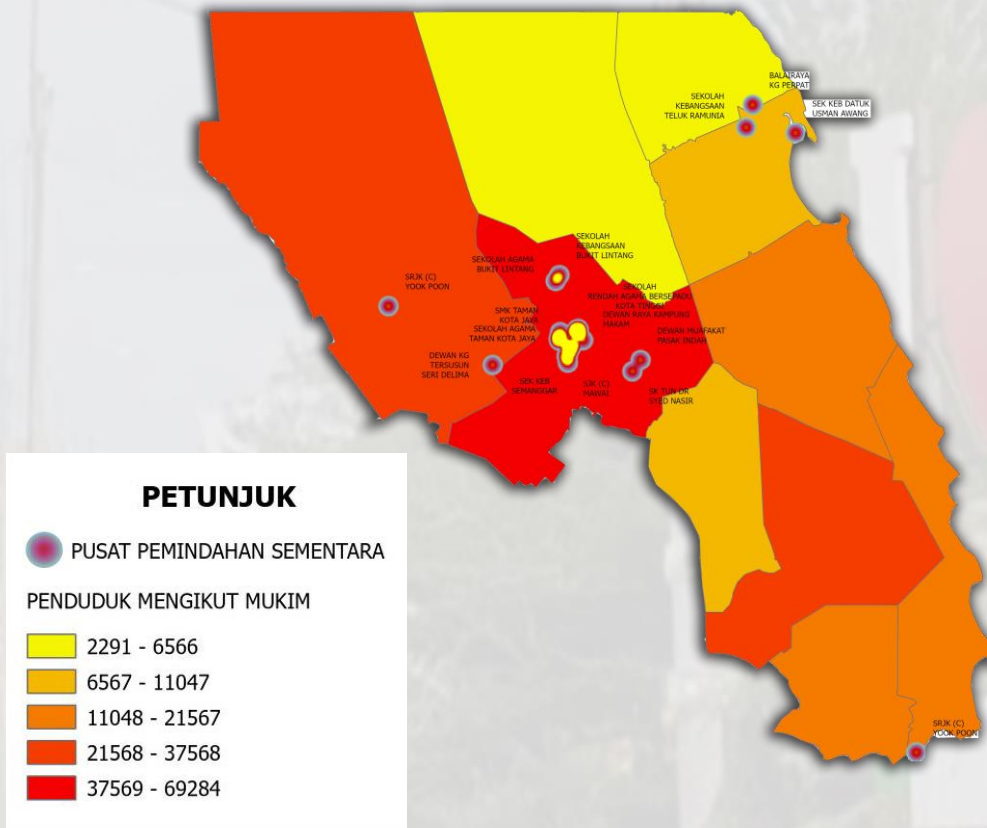 BALAIRAYA
KG PERPAT
SEKOLAH
KEBANGSAAN
TELUK RAMUNIA
SEK KEB DATUK
USMAN AWANG
SEKOLAH
KEBANGSAAN
BUKIT LINTANG
SEKOLAH AGAMA
BUKIT LINTANG
SRJK (C)
YOOK POON
SEKOLAH
RENDAH AGAMA BERSEPADU
KOTA TINGGI
SMK TAMAN
KOTA JAYA
DEWAN RAYA KAMPUNG
MAKAM
SEKOLAH AGAMA
TAMAN KOTA JAYA
DEWAN MUAFAKAT
PASAK INDAH
DEWAN KG
TERSUSUN
SERI DELIMA
SEK KEB
SEMANGGAR
SJK (C)
MAWAI
SK TUN DR
SYED NASIR
SRJK (C)
YOOK POON
PETUNJUK
PUSAT PEMINDAHAN SEMENTARA
PENDUDUK MENGIKUT MUKIM
2291 - 6566
6567 - 11047
11048 - 21567
21568 - 37568
37569 - 69284